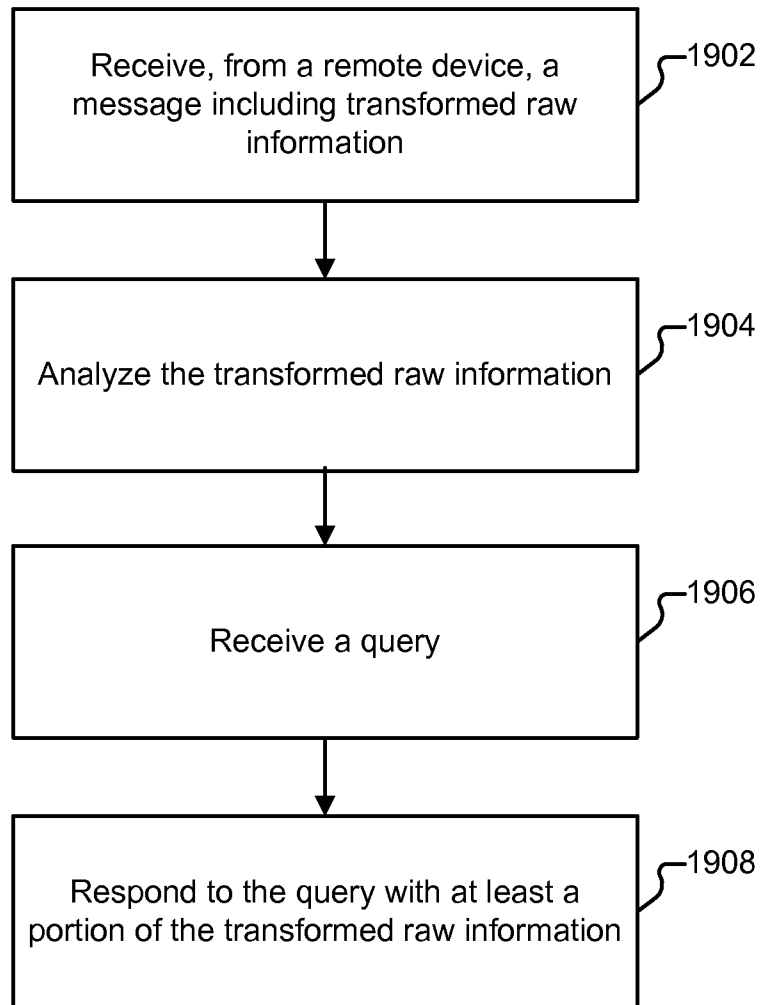 Receive, from a remote device, a
message including transformed raw
information
1902
Analyze the transformed raw information
1904
Receive a query
1906
Respond to the query with at least a
portion of the transformed raw information
1908